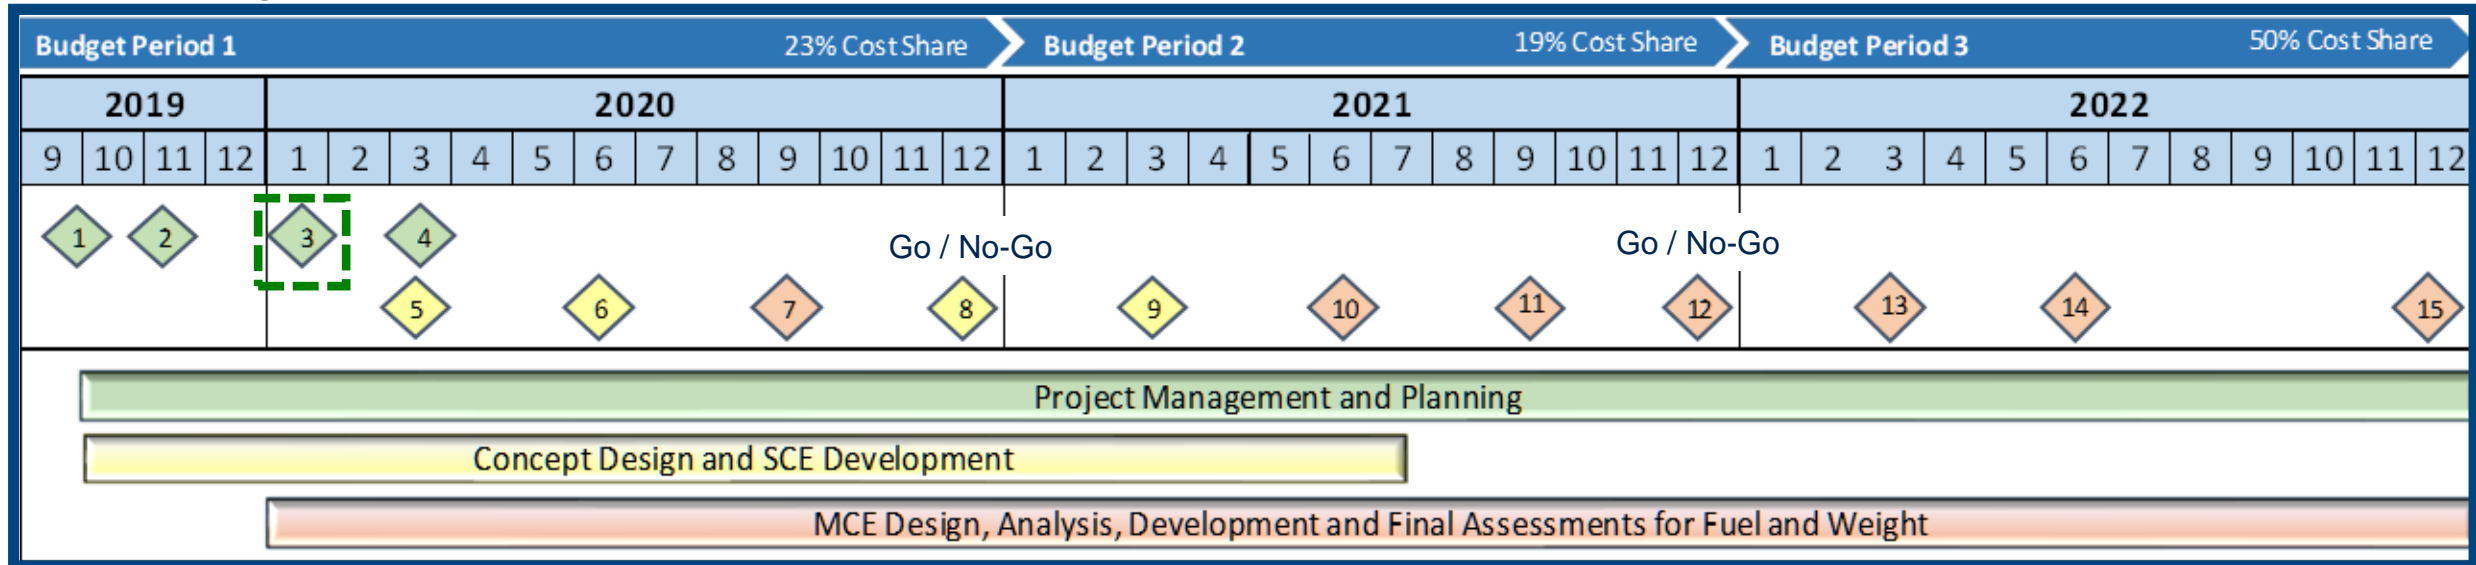 Budget Period 1 23% Cost Share Budget Period 2 19% Cost Share Budget Period 3 50% Cost Share
2019 2020 2021 2022
9 10 11 12 1 2 3 4 5 6 7 8 9 10 11 12 1 2 3 4 5 6 7 8 9 10 11 12 1 2 3 4 5 6 7 8 9 10 11 12
1 2 3 4
Go / No-Go Go / No-Go
5 6 7 8 9 10 11 12 13 14 15
Project Management and Planning
Concept Design and SCE Development
MCE Design, Analysis, Development and Final Assessments for Fuel and Weight